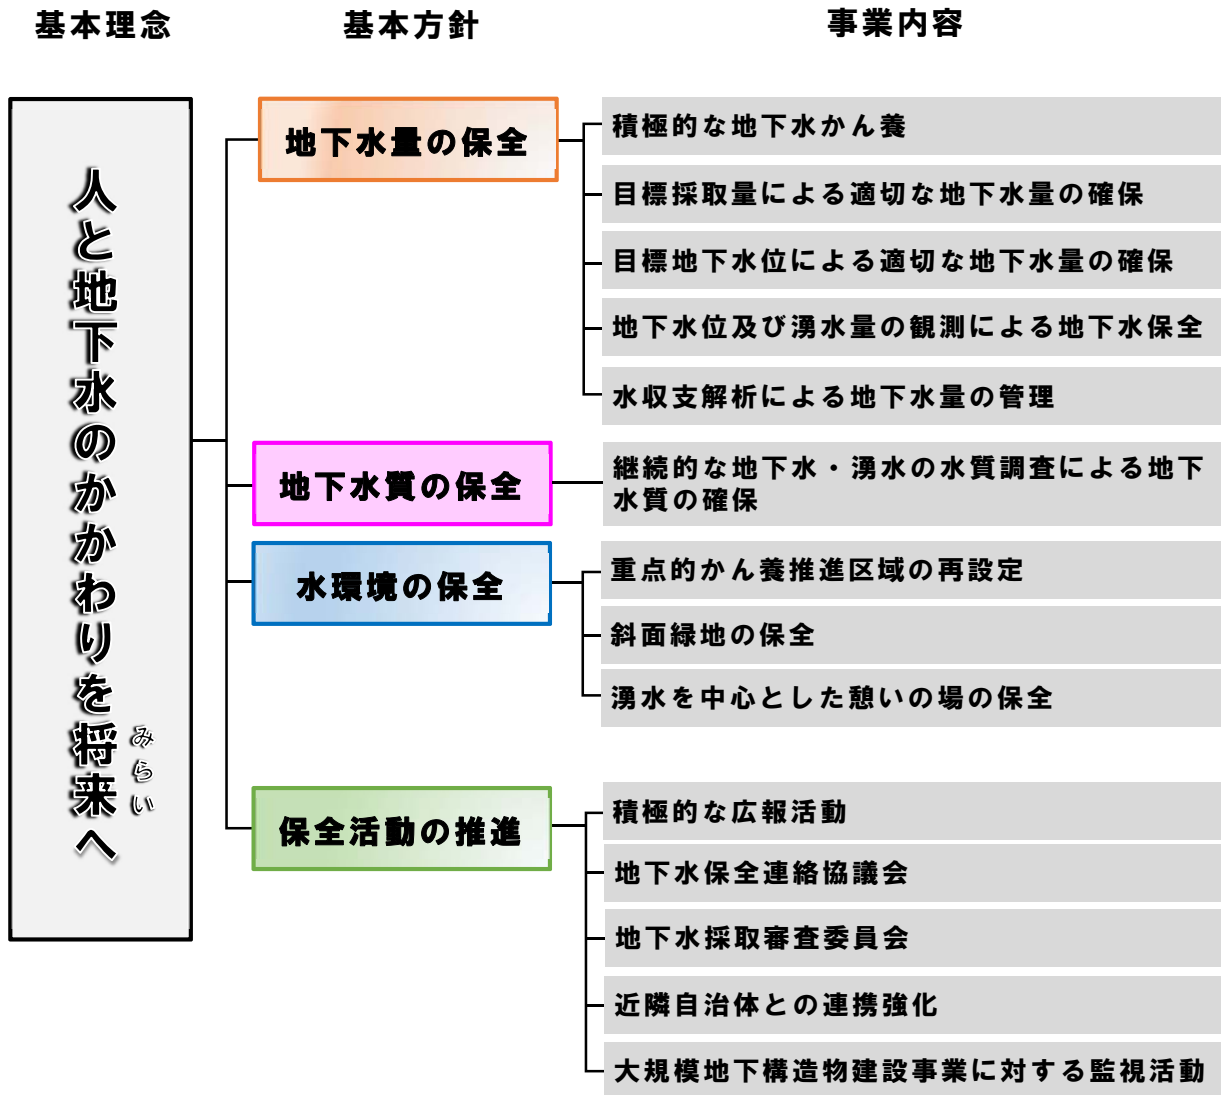 基本理念
基本方針
事業内容
人と地下水のかかわりを将来へ
みらい
地下水量の保全
積極的な地下水かん養
目標採取量による適切な地下水量の確保
目標地下水位による適切な地下水量の確保
地下水位及び湧水量の観測による地下水保全
水収支解析による地下水量の管理
地下水質の保全
継続的な地下水・湧水の水質調査による地下
水質の確保
水環境の保全
重点的かん養推進区域の再設定
斜面緑地の保全
湧水を中心とした憩いの場の保全
保全活動の推進
積極的な広報活動
地下水保全連絡協議会
地下水採取審査委員会
近隣自治体との連携強化
大規模地下構造物建設事業に対する監視活動